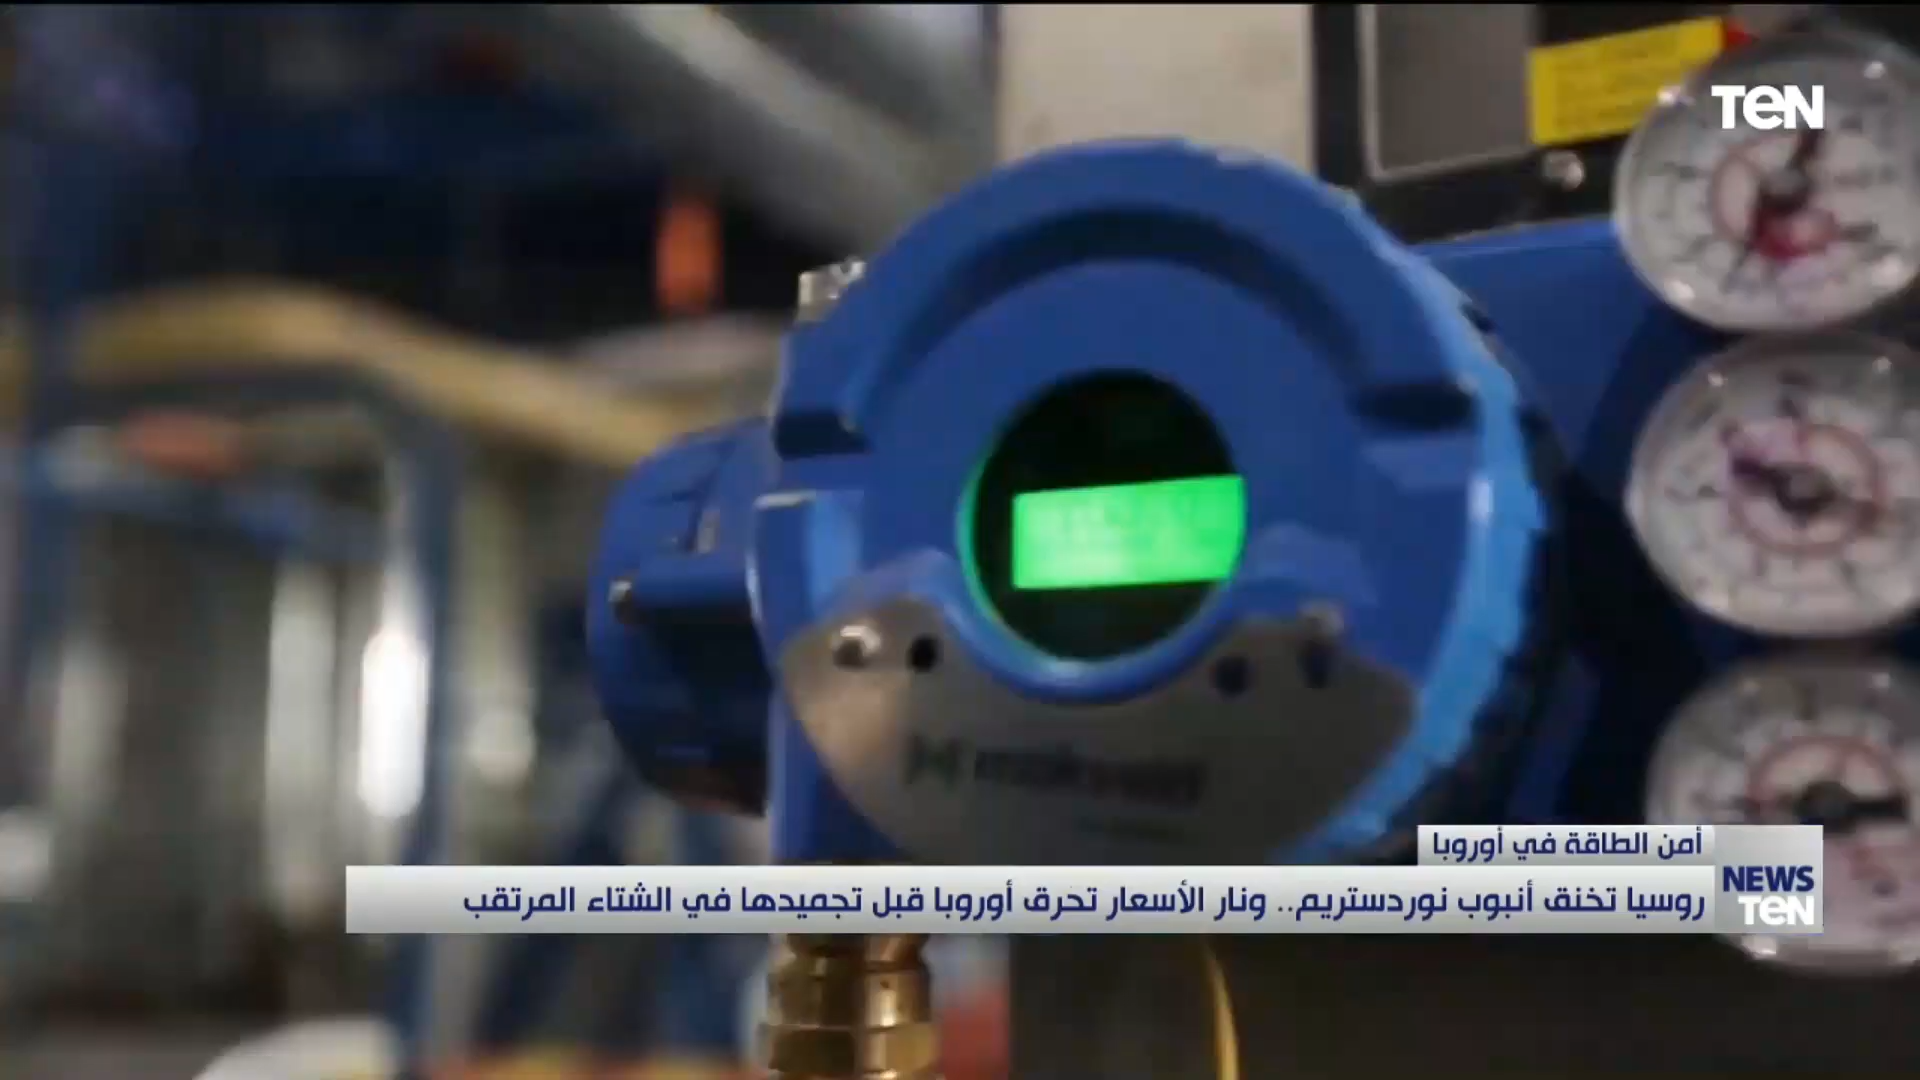 TEN
أمن الطاقة في أوروبا
روسيا تخنق أنبوب نوردستريم.. ونار الأسعار تحرق أوروبا قبل تجميدها في الشتاء المرتقب
NEWS
TEN